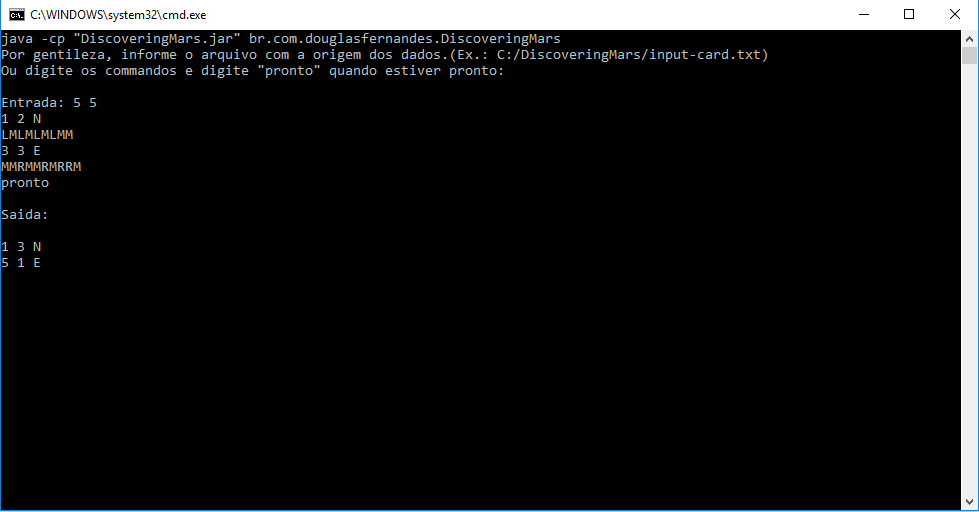 C:\WINDOWS\system32\cmd.exe
java -cp "DiscoveringMars.jar" br.com.douglasfernandes.DiscoveringMars
Por gentileza, informe o arquivo com a origem dos dados.(Ex.: C:/DiscoveringMars/input-card.txt)
Ou digite os commandos e digite "pronto" quando estiver pronto:
Entrada: 5 5
1 2 N
LMLMLMLMM
3 3 E
MMRMMRMRRM
pronto
Saida:
1 3 N
5 1 E